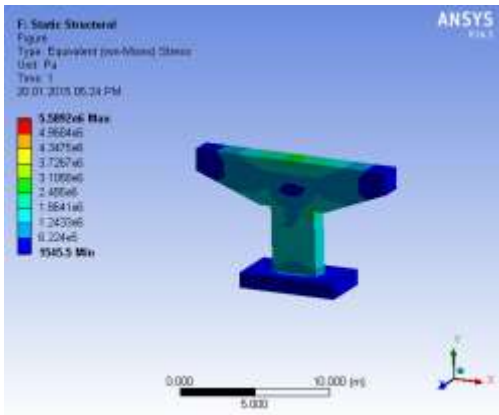 F: Static Structural
Figure
Type: Equivalent (von-Mises) Stress
Unit: Pa
Time: 1
20.01.2015 05:24 PM
ANSYS
5.5892e6 Max
4.9684e6
4.3475e6
3.7267e6
3.1058e6
2.485e6
1.8641e6
1.2433e6
6.224e5
1545.5 Min
Y
X
0.000
10.000 (m)
5.000